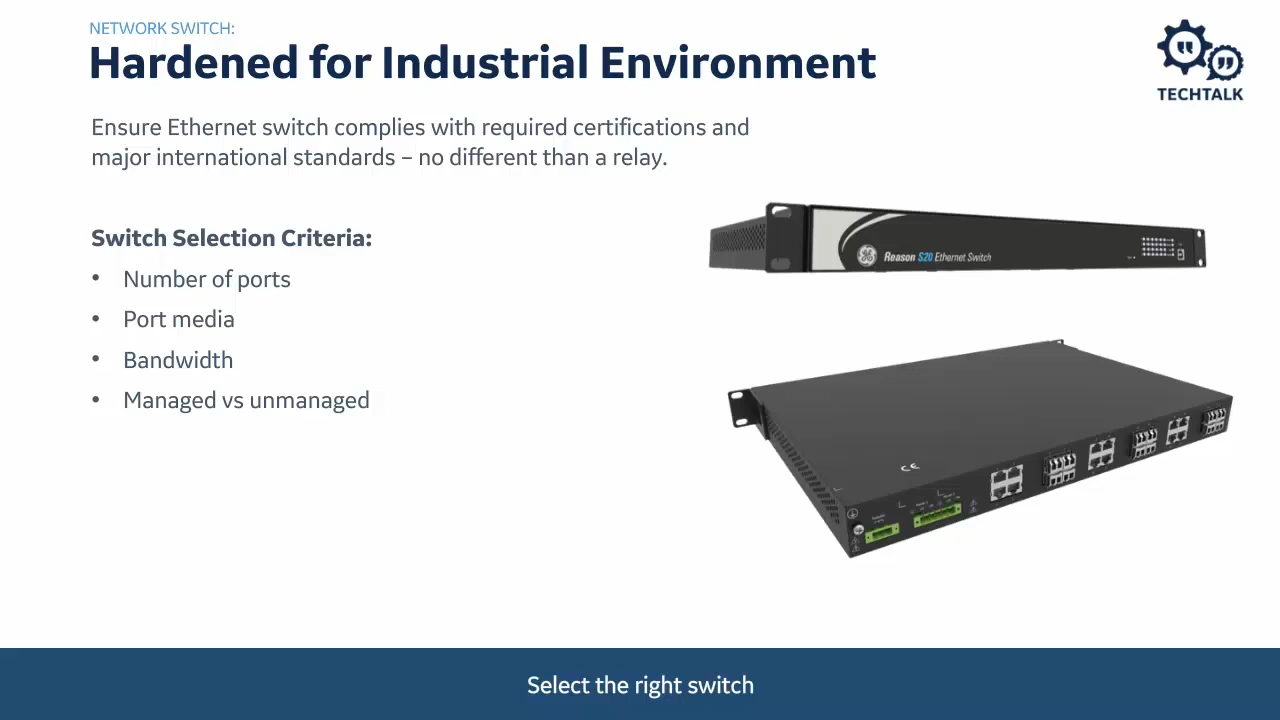 NETWORK SWITCH:
Hardened for Industrial Environment
TECHTALK
Ensure Ethernet switch complies with required certifications and
major international standards – no different than a relay.
Switch Selection Criteria:
• Number of ports
• Port media
• Bandwidth
• Managed vs unmanaged
Reason S20 Ethernet Switch
CE
Select the right switch